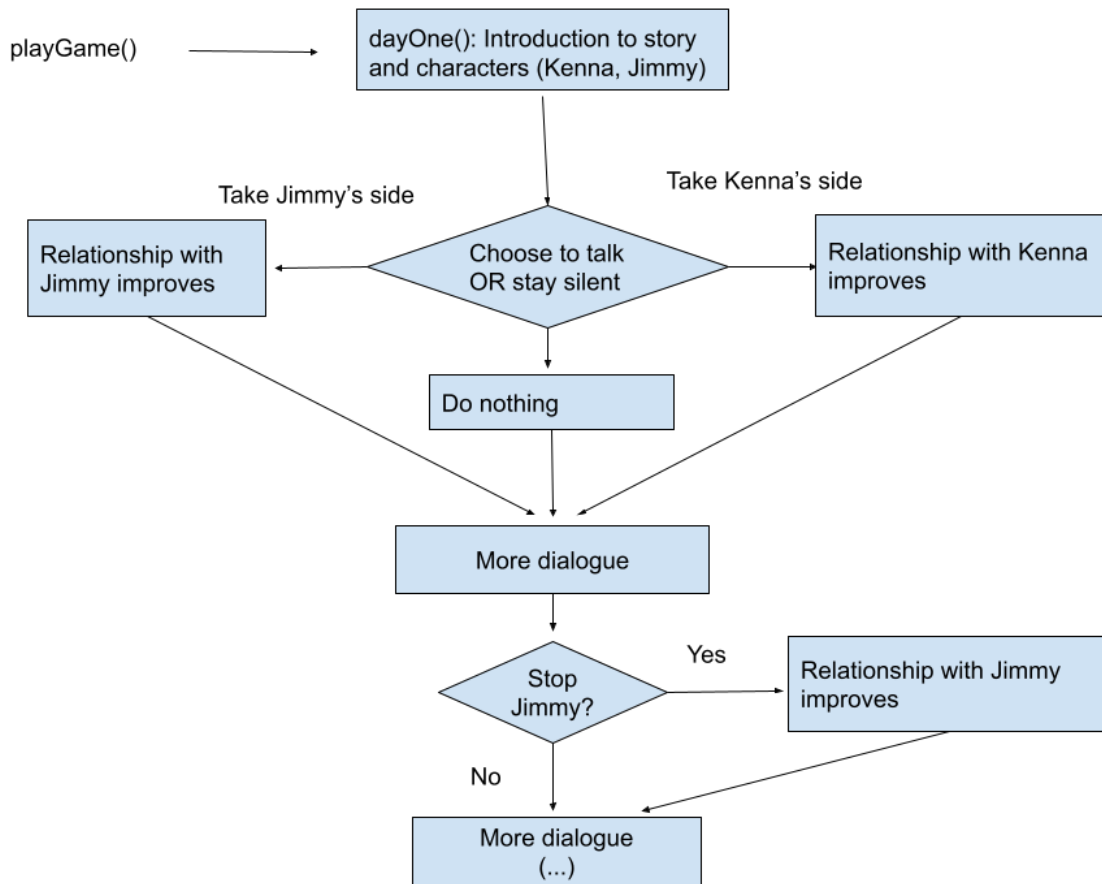 playGame()
dayOne(): Introduction to story
and characters (Kenna, Jimmy)
Take Jimmy’s side
Take Kenna’s side
Relationship with
Jimmy improves
Choose to talk
OR stay silent
Relationship with Kenna
improves
Do nothing
More dialogue
Stop
Jimmy?
Yes
Relationship with Jimmy
improves
No
More dialogue
(...)